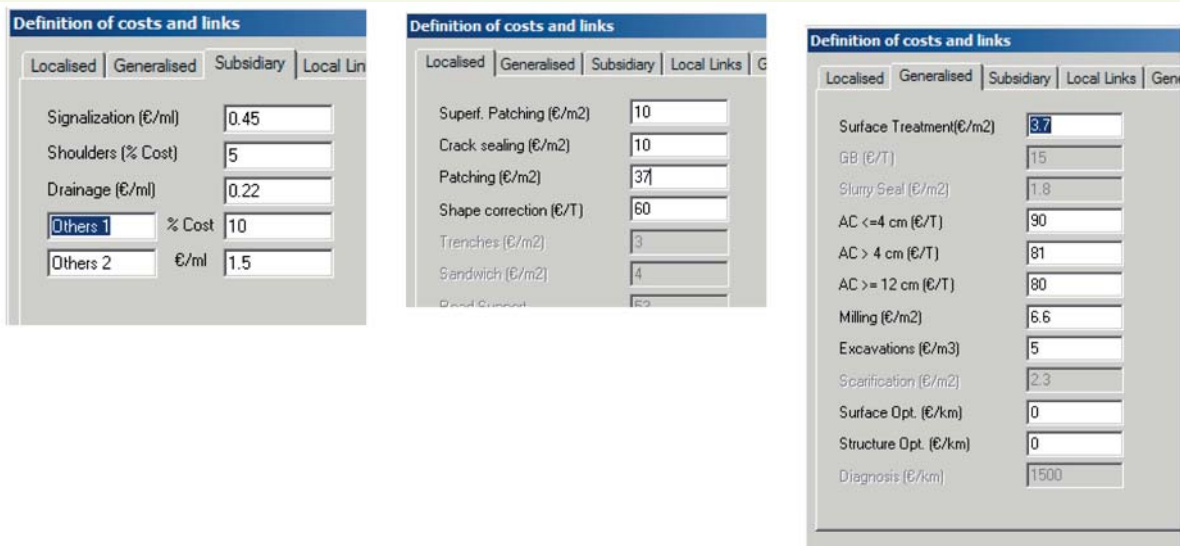 Definition of costs and links
Localised Generalised Subsidiary Local Lin
Signalization (€/ml) 0.45
Shoulders (% Cost) 5
Drainage (€/ml) 0.22
Others 1 % Cost 10
Others 2 €/ml 1.5
Definition of costs and links
Localised Generalised Subsidiary Local Links G
Superf. Patching (€/m2) 10
Crack sealing (€/m2) 10
Patching (€/m2) 37
Shape correction (€/T) 60
Trenches (€/m2) 3
Sandwich (€/m2) 4
Road Support 53
Definition of costs and links
Localised Generalised Subsidiary Local Links Gene
Surface Treatment(€/m2) 3.7
GB (€/T) 15
Slurry Seal (€/m2) 1.8
AC <=4 cm (€/T) 90
AC > 4 cm (€/T) 81
AC >= 12 cm (€/T) 80
Milling (€/m2) 6.6
Excavations (€/m3) 5
Scarification (€/m2) 2.3
Surface Opt. (€/km) 0
Structure Opt. (€/km) 0
Diagnosis (€/km) 1500